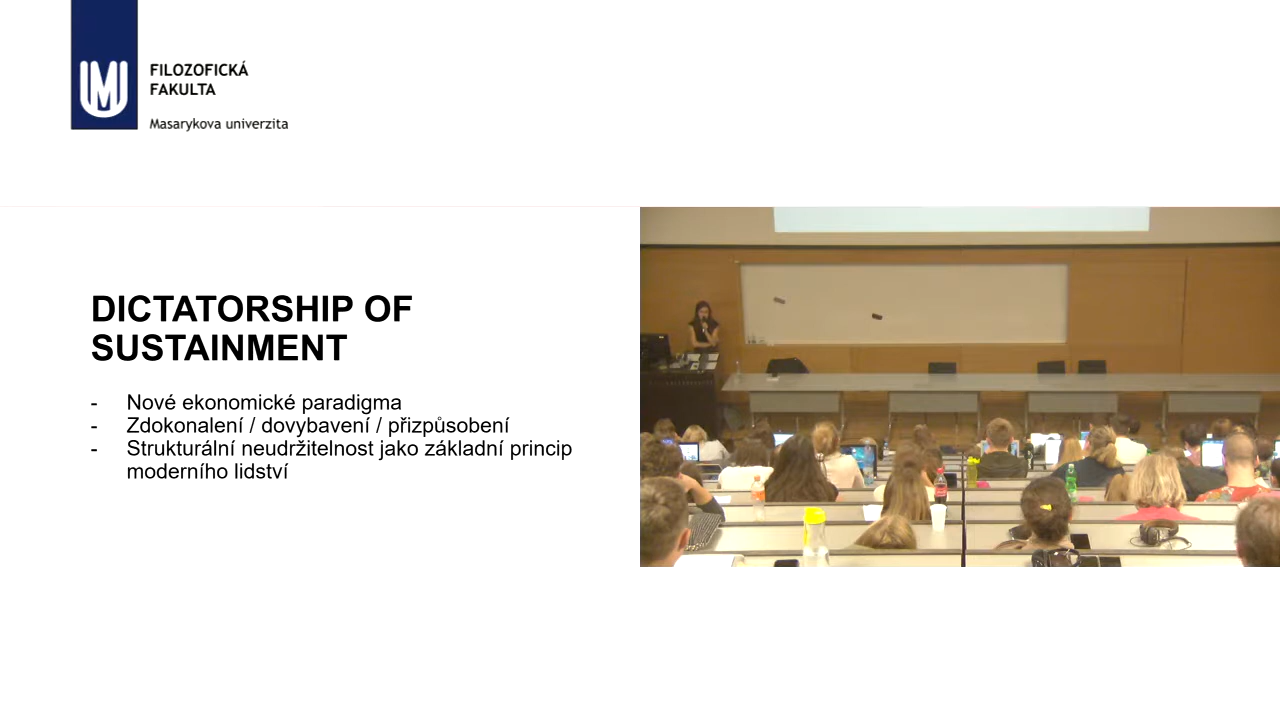 FILOZOFICKÁ
FAKULTA
Masarykova univerzita
DICTATORSHIP OF
SUSTAINMENT
- Nové ekonomické paradigma
- Zdokonalení / dovybavení / přizpůsobení
- Strukturální neudržitelnost jako základní princip
moderního lidství